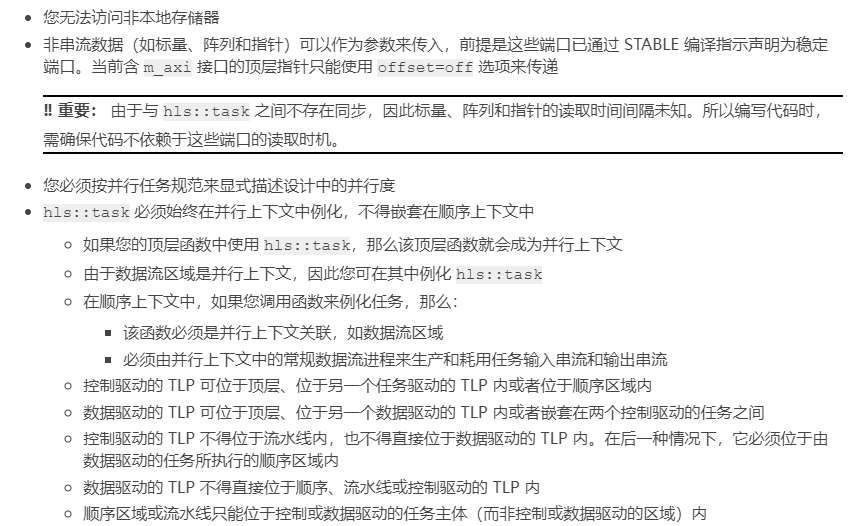 您无法访问非本地存储器
非串流数据（如标量、阵列和指针）可以作为参数来传入，前提是这些端口已通过 STABLE 编译指示声明为稳定
端口。当前含 m_axi 接口的顶层指针只能使用 offset=off 选项来传递
!! 重要： 由于与 hls::task 之间不存在同步，因此标量、阵列和指针的读取时间间隔未知。所以编写代码时，
需确保代码不依赖于这些端口的读取时机。
您必须按并行任务规范来显式描述设计中的并行度
hls::task 必须始终在并行上下文中例化，不得嵌套在顺序上下文中
如果您的顶层函数中使用 hls::task，那么该顶层函数就会成为并行上下文
由于数据流区域是并行上下文，因此您可在其中例化 hls::task
在顺序上下文中，如果您调用函数来例化任务，那么：
该函数必须是并行上下文关联，如数据流区域
必须由并行上下文中的常规数据流进程来生产和耗用任务输入串流和输出串流
控制驱动的 TLP 可位于顶层、位于另一个任务驱动的 TLP 内或者位于顺序区域内
数据驱动的 TLP 可位于顶层、位于另一个数据驱动的 TLP 内或者嵌套在两个控制驱动的任务之间
控制驱动的 TLP 不得位于流水线内，也不得直接位于数据驱动的 TLP 内。在后一种情况下，它必须位于由
数据驱动的任务所执行的顺序区域内
数据驱动的 TLP 不得直接位于顺序、流水线或控制驱动的 TLP 内
顺序区域或流水线只能位于控制或数据驱动的任务主体（而非控制或数据驱动的区域）内